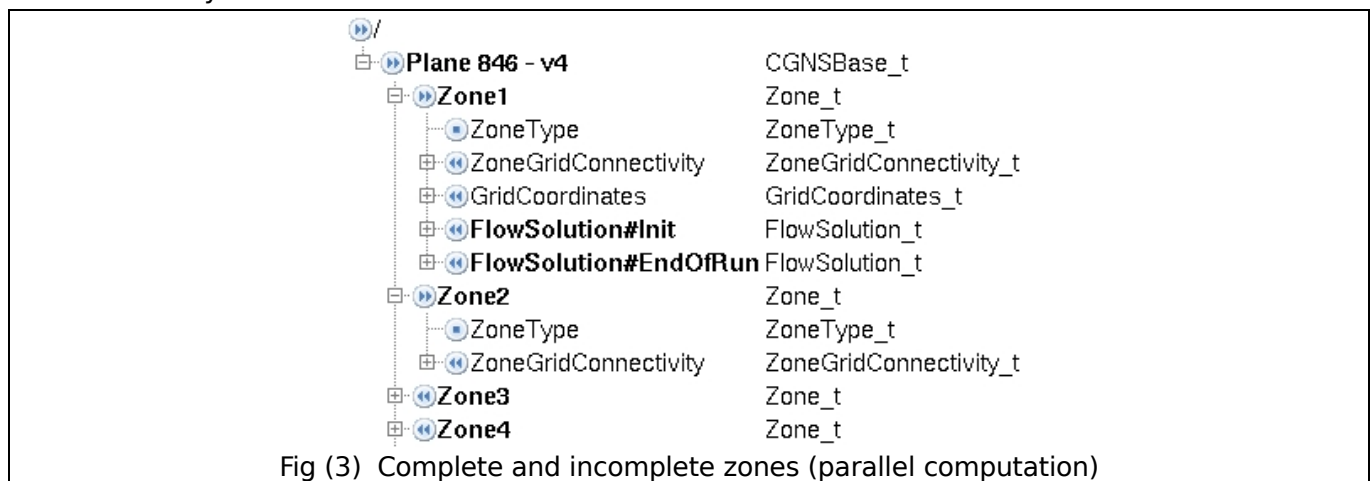 /
Plane 846 - v4 CGNSBase_t
Zone1 Zone_t
ZoneType ZoneType_t
ZoneGridConnectivity ZoneGridConnectivity_t
GridCoordinates GridCoordinates_t
FlowSolution#Init FlowSolution_t
FlowSolution#EndOfRun FlowSolution_t
Zone2 Zone_t
ZoneType ZoneType_t
ZoneGridConnectivity ZoneGridConnectivity_t
Zone3 Zone_t
Zone4 Zone_t
Fig (3) Complete and incomplete zones (parallel computation)